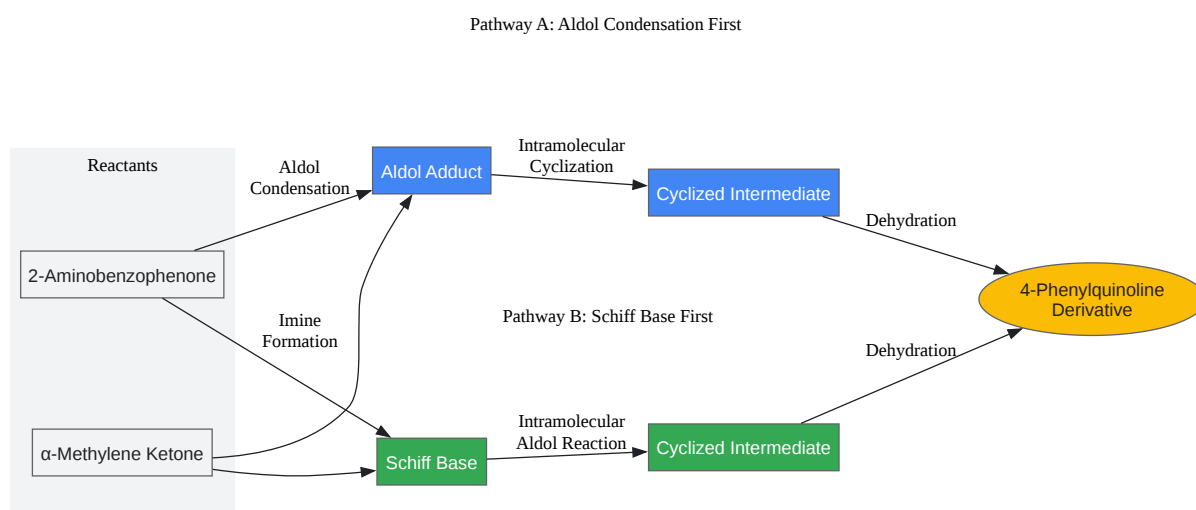 Pathway A: Aldol Condensation First
Reactants
Aldol
Condensation
Aldol Adduct
Intramolecular
Cyclization
Cyclized Intermediate
Dehydration
2-Aminobenzophenone
4-Phenylquinoline
Derivative
Imine
Formation
Pathway B: Schiff Base First
Dehydration
α-Methylene Ketone
Schiff Base
Intramolecular
Aldol Reaction
Cyclized Intermediate